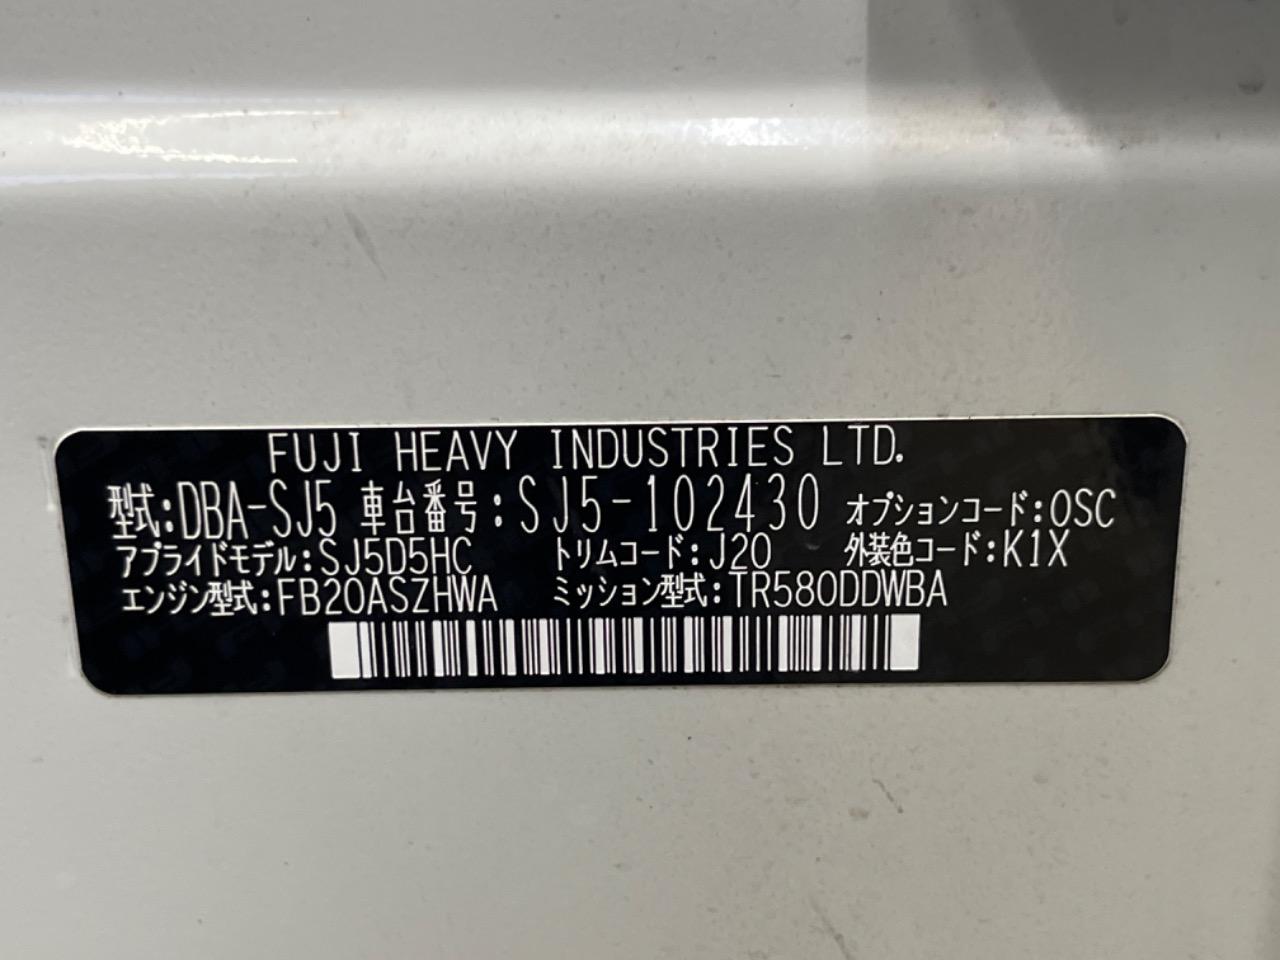 FUJI HEAVY INDUSTRIES LTD.
型式:DBA-SJ5 車台番号:SJ5-102430 オプションコード:OSC
アプライドモデル:SJ5D5HC トリムコード:J20 外装色コード:K1X
エンジン型式:FB20ASZHWA ミッション型式:TR580DDWBA